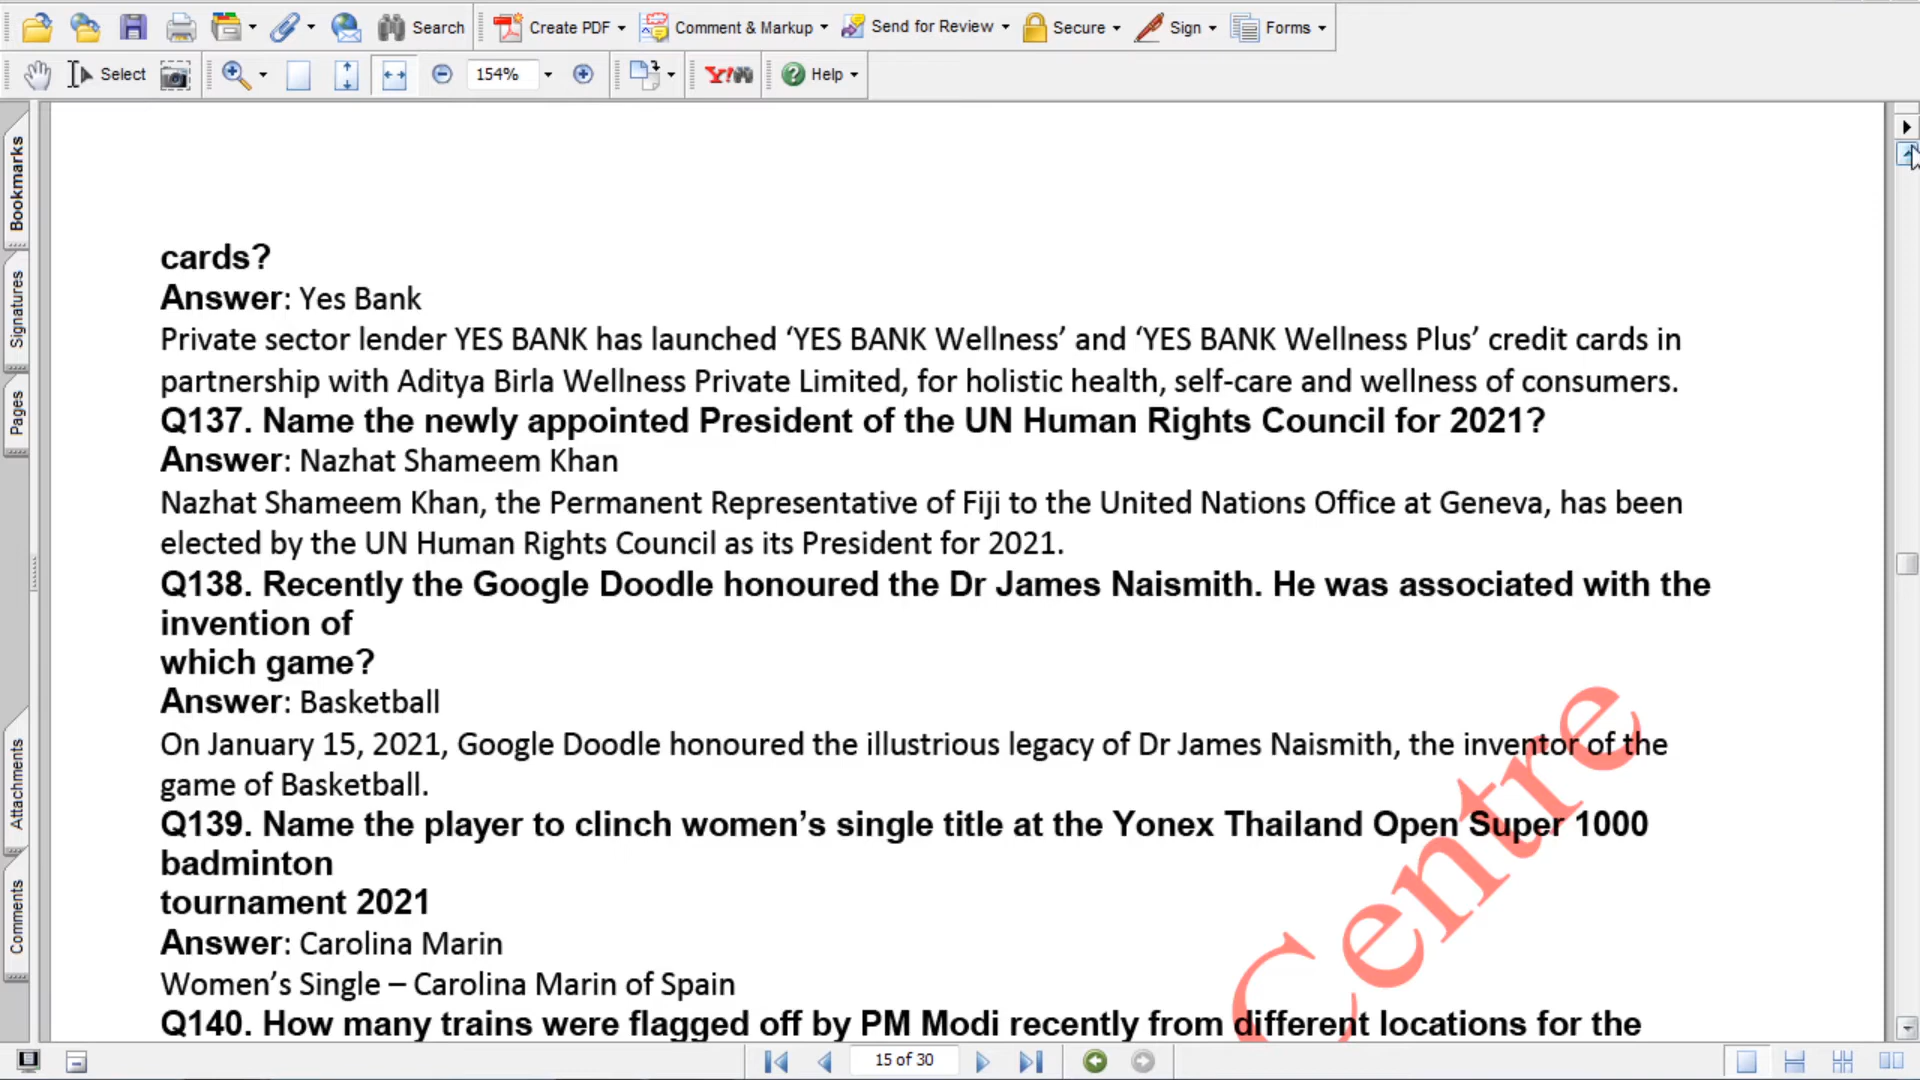 Search
Create PDF
Comment & Markup
Send for Review
Secure
Sign
Forms
Select
154%
Y!
Help
Bookmarks
Signatures
Pages
Attachments
Comments
cards?
Answer: Yes Bank
Private sector lender YES BANK has launched ‘YES BANK Wellness’ and ‘YES BANK Wellness Plus’ credit cards in
partnership with Aditya Birla Wellness Private Limited, for holistic health, self-care and wellness of consumers.
Q137. Name the newly appointed President of the UN Human Rights Council for 2021?
Answer: Nazhat Shameem Khan
Nazhat Shameem Khan, the Permanent Representative of Fiji to the United Nations Office at Geneva, has been
elected by the UN Human Rights Council as its President for 2021.
Q138. Recently the Google Doodle honoured the Dr James Naismith. He was associated with the
invention of
which game?
Answer: Basketball
On January 15, 2021, Google Doodle honoured the illustrious legacy of Dr James Naismith, the inventor of the
game of Basketball.
Q139. Name the player to clinch women’s single title at the Yonex Thailand Open Super 1000
badminton
tournament 2021
Answer: Carolina Marin
Women’s Single – Carolina Marin of Spain
Q140. How many trains were flagged off by PM Modi recently from different locations for the
Centre
15 of 30